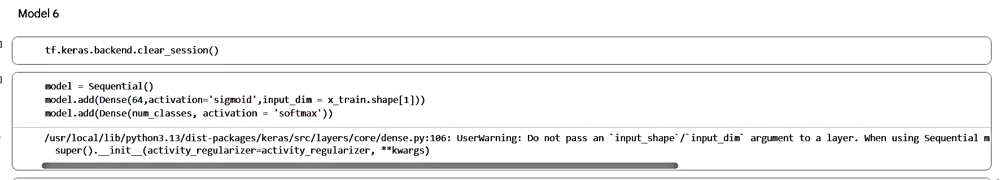 Model 6
]
tf.keras.backend.clear_session()
]
model = Sequential()
model.add(Dense(64,activation='sigmoid',input_dim = x_train.shape[1]))
model.add(Dense(num_classes, activation = 'softmax'))
/usr/local/lib/python3.13/dist-packages/keras/src/layers/core/dense.py:106: UserWarning: Do not pass an `input_shape`/`input_dim` argument to a layer. When using Sequential m
super().__init__(activity_regularizer=activity_regularizer, **kwargs)